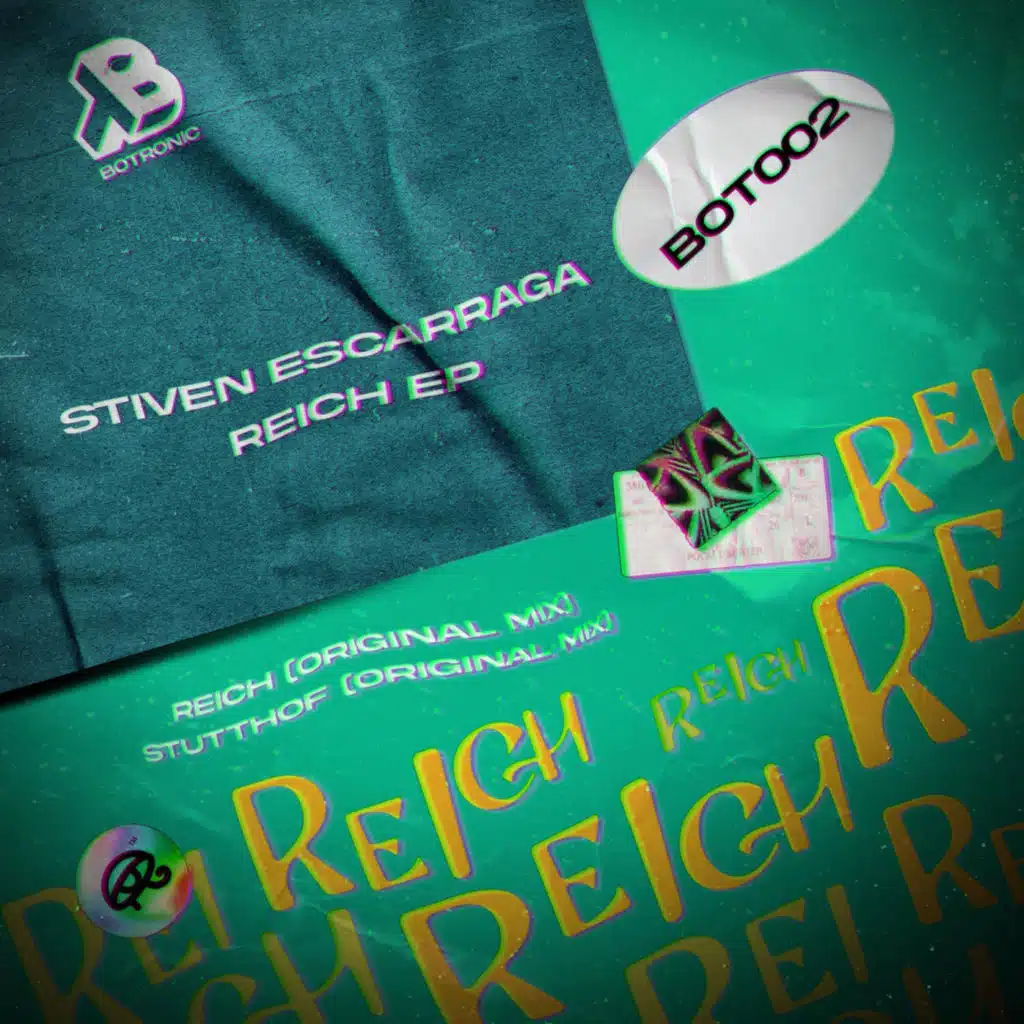 BOTRONIC
BOT002
STIVEN ESCARRAGA
REICH EP
REICH
REICH (ORIGINAL MIX)
STUTTHOF (ORIGINAL MIX)
REICH
REICH
REICH
REICH